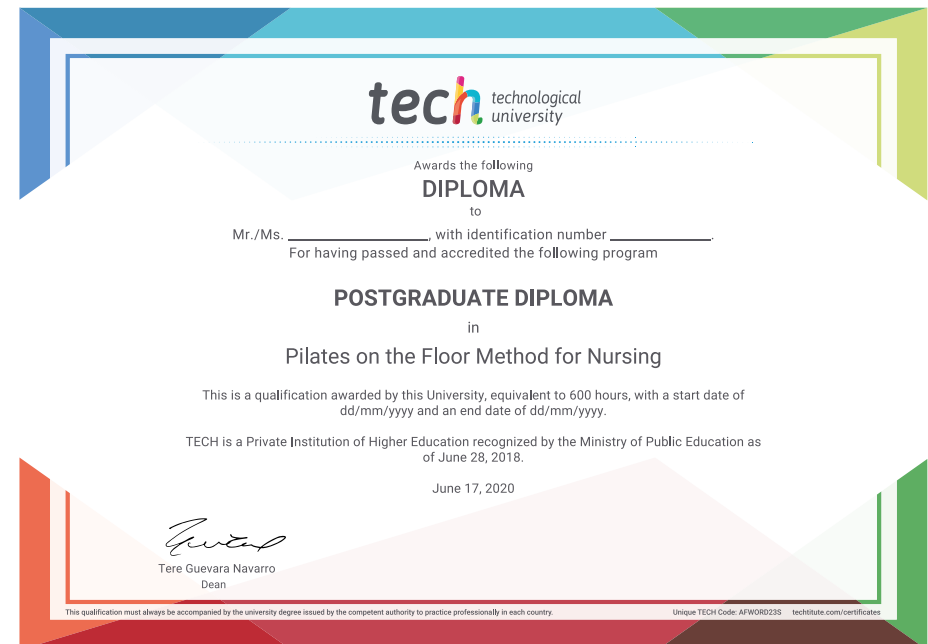 tech technological
university
Awards the following
DIPLOMA
to
Mr./Ms. ____________________, with identification number ______________.
For having passed and accredited the following program
POSTGRADUATE DIPLOMA
in
Pilates on the Floor Method for Nursing
This is a qualification awarded by this University, equivalent to 600 hours, with a start date of
dd/mm/yyyy and an end date of dd/mm/yyyy.
TECH is a Private Institution of Higher Education recognized by the Ministry of Public Education as
of June 28, 2018.
June 17, 2020
Tere Guevara Navarro
Dean
This qualification must always be accompanied by the university degree issued by the competent authority to practice professionally in each country.
Unique TECH Code: AFWORD23S techtitute.com/certificates